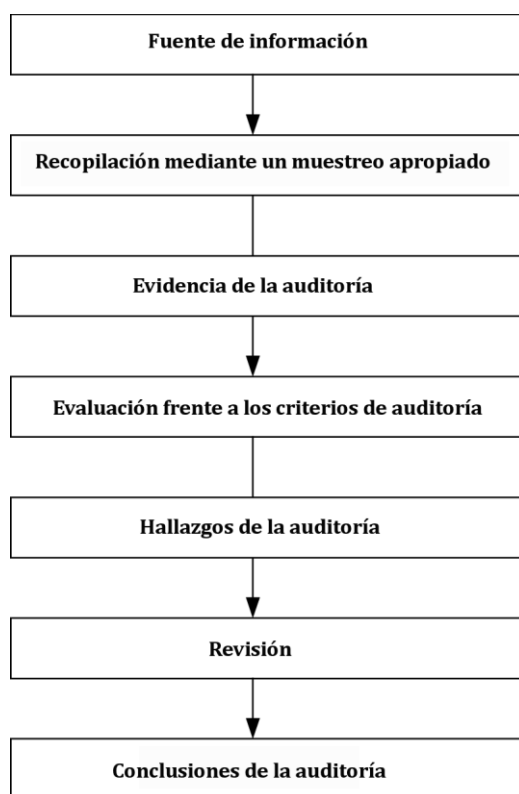 Fuente de información
Recopilación mediante un muestreo apropiado
Evidencia de la auditoría
Evaluación frente a los criterios de auditoría
Hallazgos de la auditoría
Revisión
Conclusiones de la auditoría